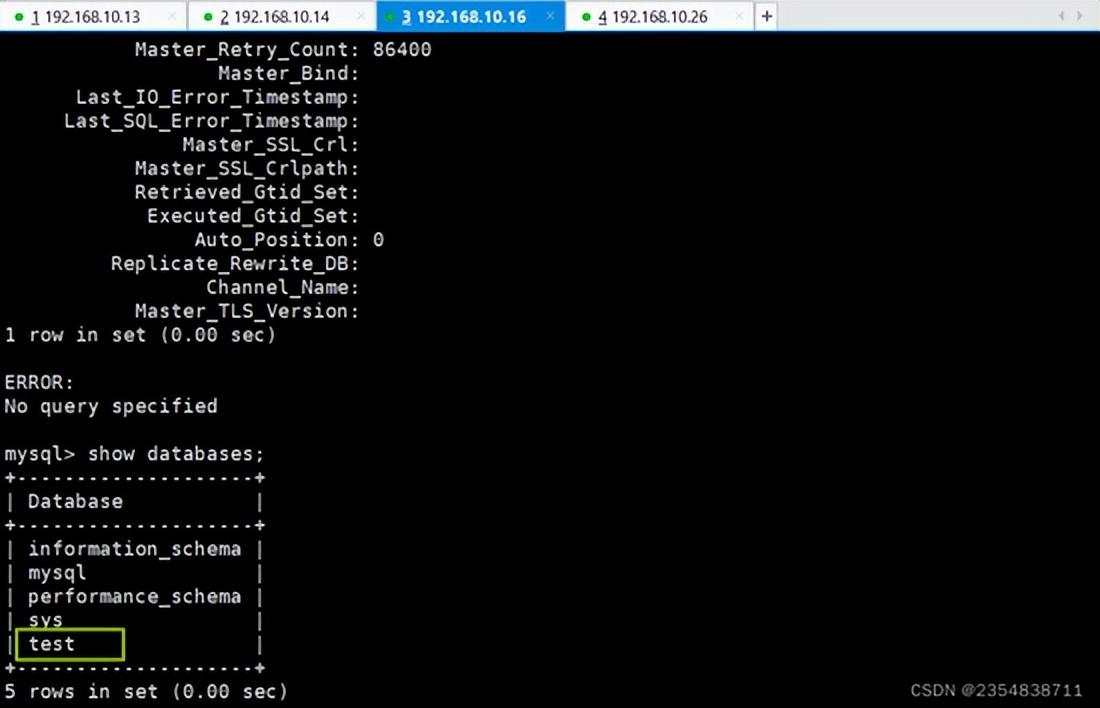 1 192.168.10.13 × 2 192.168.10.14 × 3 192.168.10.16 × 4 192.168.10.26 × +
Master_Retry_Count: 86400
Master_Bind:
Last_IO_Error_Timestamp:
Last_SQL_Error_Timestamp:
Master_SSL_Crl:
Master_SSL_Crlpath:
Retrieved_Gtid_Set:
Executed_Gtid_Set:
Auto_Position: 0
Replicate_Rewrite_DB:
Channel_Name:
Master_TLS_Version:
1 row in set (0.00 sec)
ERROR:
No query specified
mysql> show databases;
+--------------------+
| Database           |
+--------------------+
| information_schema |
| mysql              |
| performance_schema |
| sys                |
| test               |
+--------------------+
5 rows in set (0.00 sec)
CSDN @2354838711